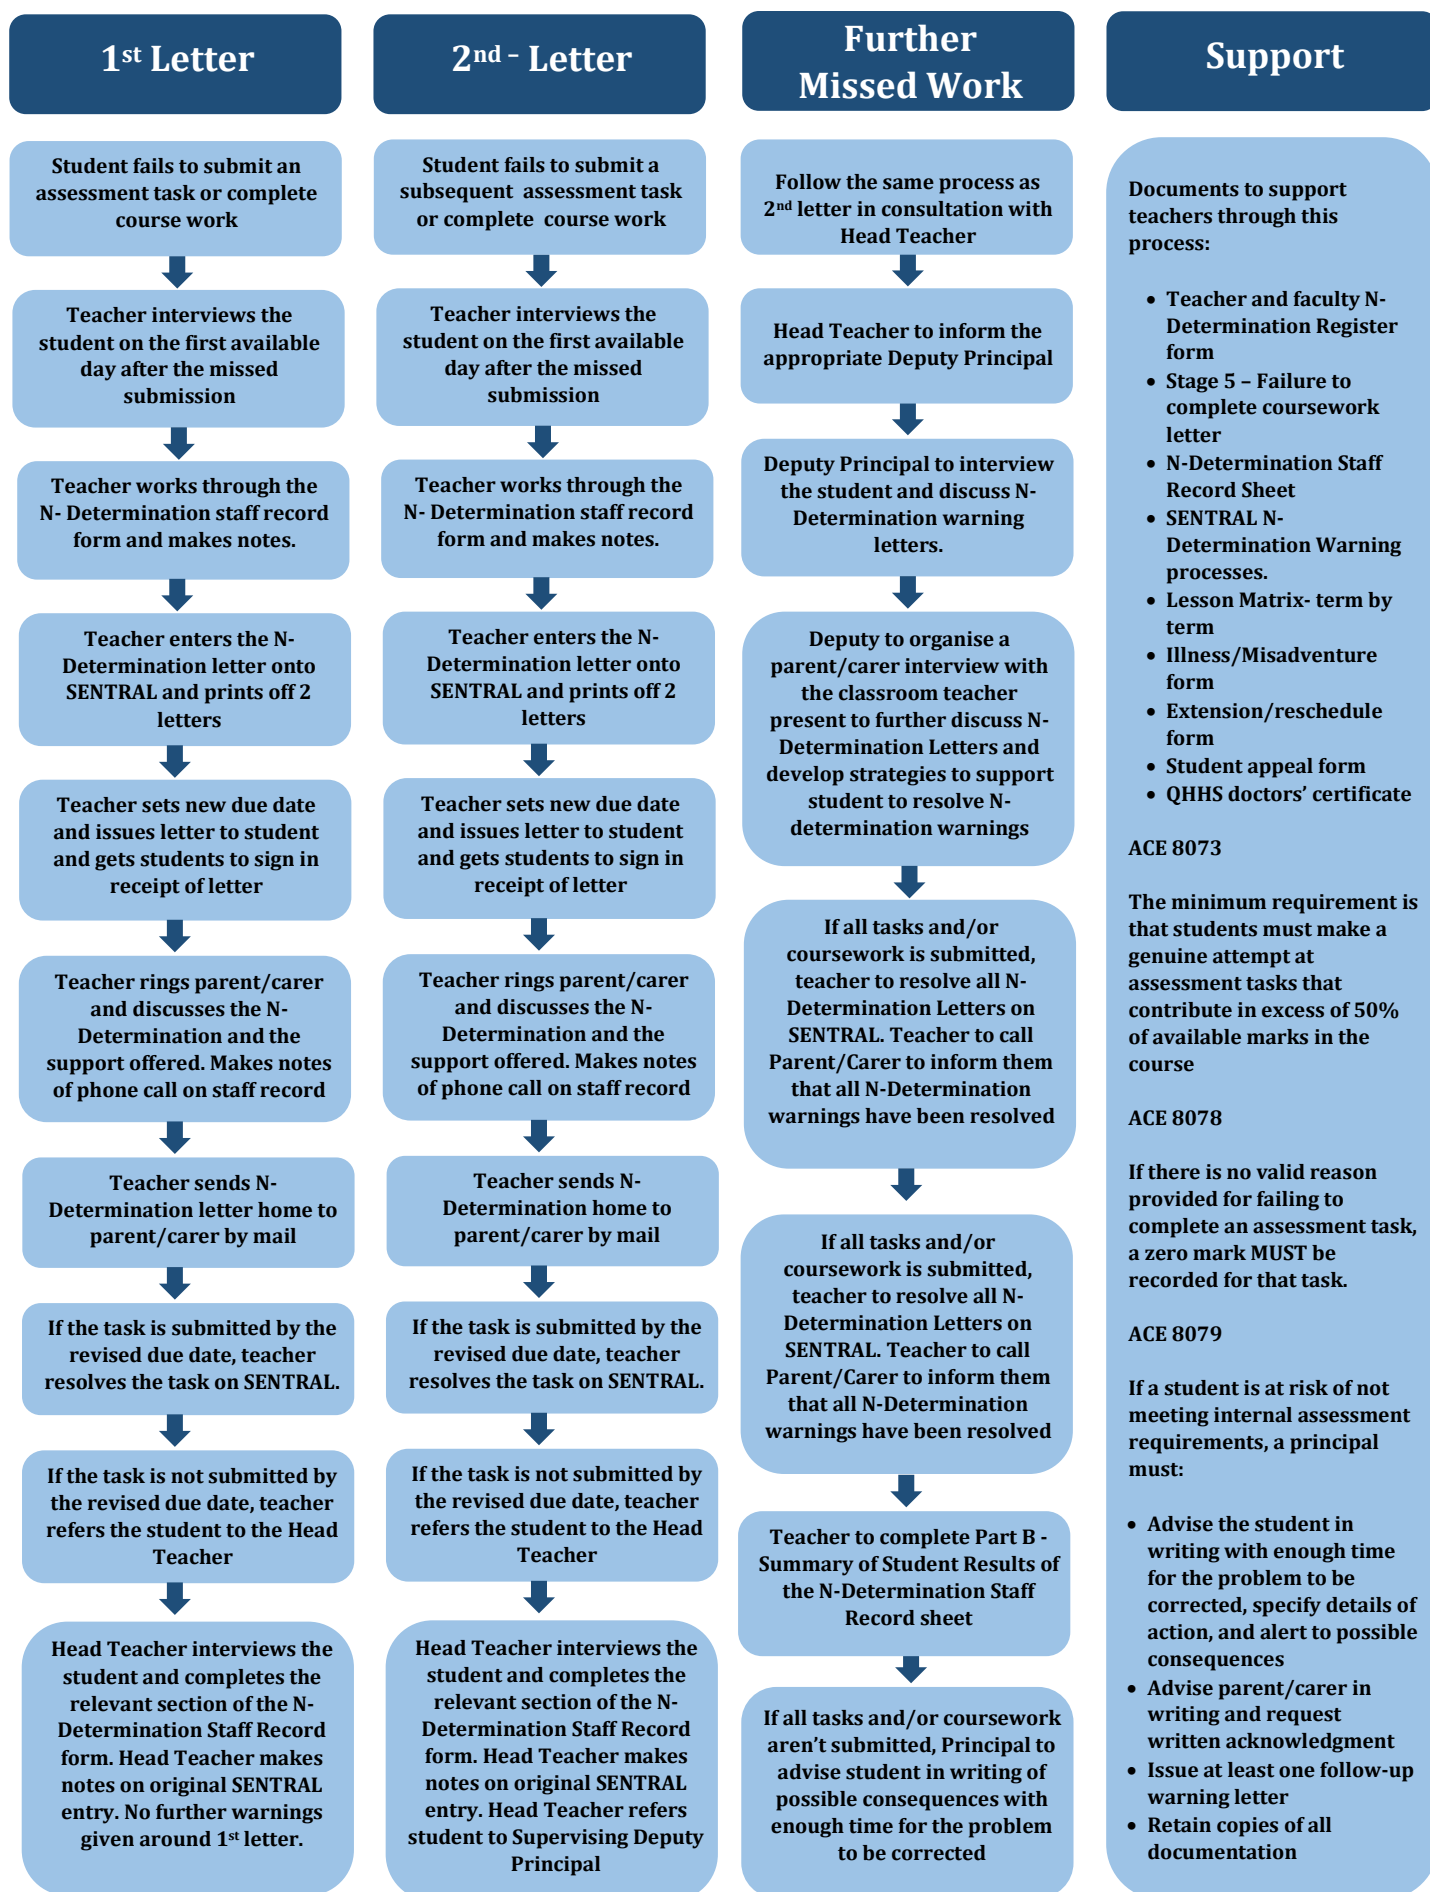 1st Letter
Student fails to submit an
assessment task or complete
course work
Teacher interviews the
student on the first available
day after the missed
submission
Teacher works through the
N- Determination staff record
form and makes notes.
Teacher enters the N-
Determination letter onto
SENTRAL and prints off 2
letters
Teacher sets new due date
and issues letter to student
and gets students to sign in
receipt of letter
Teacher rings parent/carer
and discusses the N-
Determination and the
support offered. Makes notes
of phone call on staff record
Teacher sends N-
Determination letter home to
parent/carer by mail
If the task is submitted by the
revised due date, teacher
resolves the task on SENTRAL.
If the task is not submitted by
the revised due date, teacher
refers the student to the Head
Teacher
Head Teacher interviews the
student and completes the
relevant section of the N-
Determination Staff Record
form. Head Teacher makes
notes on original SENTRAL
entry. No further warnings
given around 1st letter.
2nd - Letter
Student fails to submit a
subsequent assessment task
or complete course work
Teacher interviews the
student on the first available
day after the missed
submission
Teacher works through the
N- Determination staff record
form and makes notes.
Teacher enters the N-
Determination letter onto
SENTRAL and prints off 2
letters
Teacher sets new due date
and issues letter to student
and gets students to sign in
receipt of letter
Teacher rings parent/carer
and discusses the N-
Determination and the
support offered. Makes notes
of phone call on staff record
Teacher sends N-
Determination home to
parent/carer by mail
If the task is submitted by the
revised due date, teacher
resolves the task on SENTRAL.
If the task is not submitted by
the revised due date, teacher
refers the student to the Head
Teacher
Head Teacher interviews the
student and completes the
relevant section of the N-
Determination Staff Record
form. Head Teacher makes
notes on original SENTRAL
entry. Head Teacher refers
student to Supervising Deputy
Principal
Further
Missed Work
Follow the same process as
2nd letter in consultation with
Head Teacher
Head Teacher to inform the
appropriate Deputy Principal
Deputy Principal to interview
the student and discuss N-
Determination warning
letters.
Deputy to organise a
parent/carer interview with
the classroom teacher
present to further discuss N-
Determination Letters and
develop strategies to support
student to resolve N-
determination warnings
If all tasks and/or
coursework is submitted,
teacher to resolve all N-
Determination Letters on
SENTRAL. Teacher to call
Parent/Carer to inform them
that all N-Determination
warnings have been resolved
If all tasks and/or
coursework is submitted,
teacher to resolve all N-
Determination Letters on
SENTRAL. Teacher to call
Parent/Carer to inform them
that all N-Determination
warnings have been resolved
Teacher to complete Part B -
Summary of Student Results of
the N-Determination Staff
Record sheet
If all tasks and/or coursework
aren't submitted, Principal to
advise student in writing of
possible consequences with
enough time for the problem
to be corrected
Support
Documents to support
teachers through this
process:
• Teacher and faculty N-
Determination Register
form
• Stage 5 – Failure to
complete coursework
letter
• N-Determination Staff
Record Sheet
• SENTRAL N-
Determination Warning
processes.
• Lesson Matrix- term by
term
• Illness/Misadventure
form
• Extension/reschedule
form
• Student appeal form
• QHHS doctors' certificate
ACE 8073
The minimum requirement is
that students must make a
genuine attempt at
assessment tasks that
contribute in excess of 50%
of available marks in the
course
ACE 8078
If there is no valid reason
provided for failing to
complete an assessment task,
a zero mark MUST be
recorded for that task.
ACE 8079
If a student is at risk of not
meeting internal assessment
requirements, a principal
must:
• Advise the student in
writing with enough time
for the problem to be
corrected, specify details of
action, and alert to possible
consequences
• Advise parent/carer in
writing and request
written acknowledgment
• Issue at least one follow-up
warning letter
• Retain copies of all
documentation